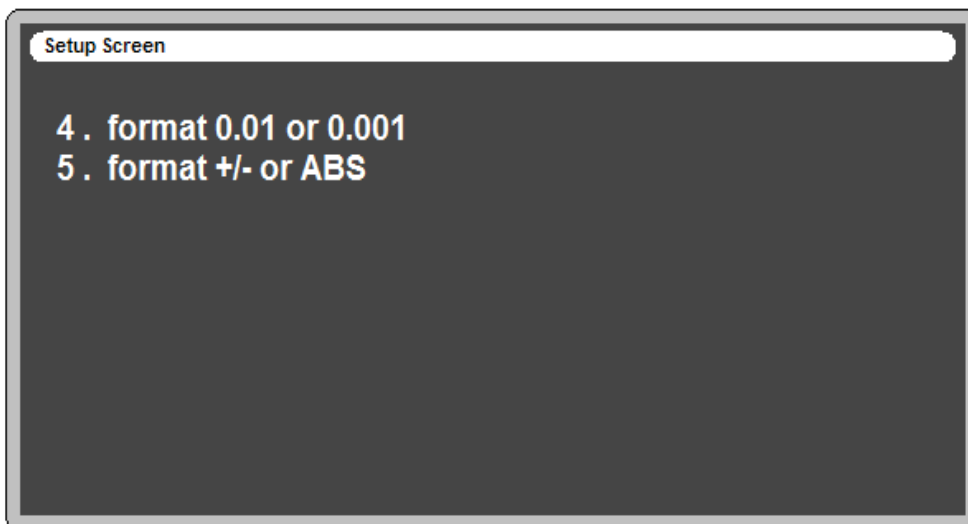 Setup Screen
4 . format 0.01 or 0.001
5 . format +/- or ABS